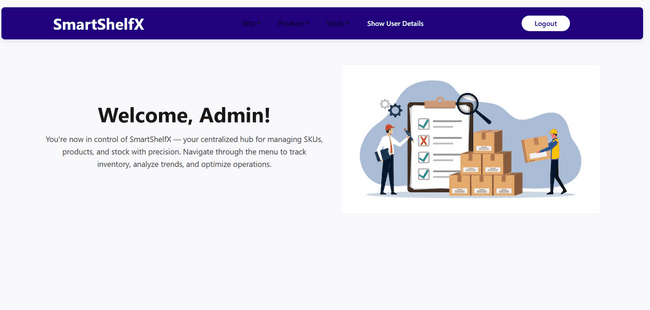 SmartShelfX
SKU Product Stock Show User Details Logout
Welcome, Admin!
You're now in control of SmartShelfX — your centralized hub for managing SKUs,
products, and stock with precision. Navigate through the menu to track
inventory, analyze trends, and optimize operations.